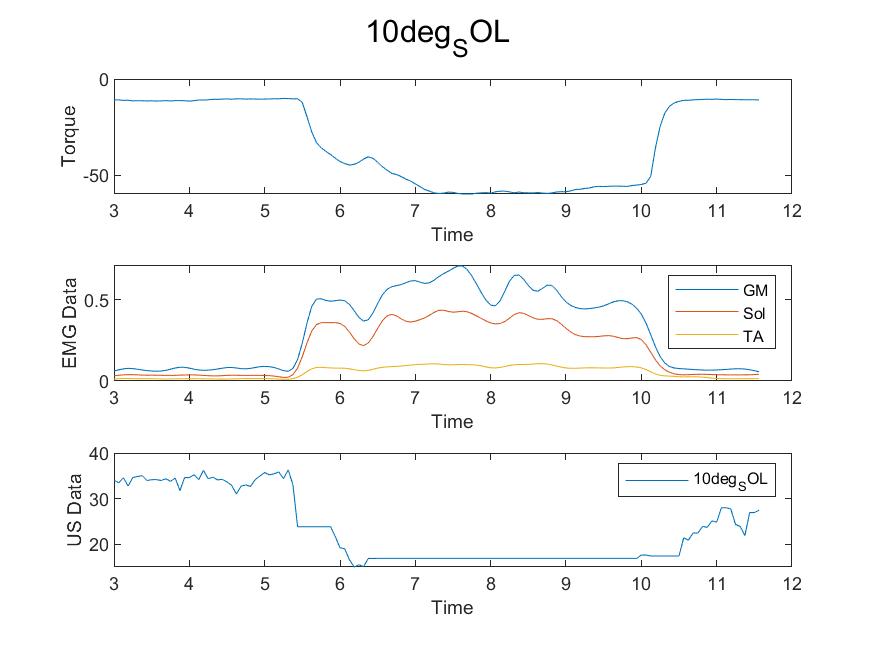 10deg_SOL
0
-50
Torque
3 4 5 6 7 8 9 10 11 12
Time
0.5
0
EMG Data
GM
Sol
TA
3 4 5 6 7 8 9 10 11 12
Time
40
30
20
US Data
10deg_SOL
3 4 5 6 7 8 9 10 11 12
Time